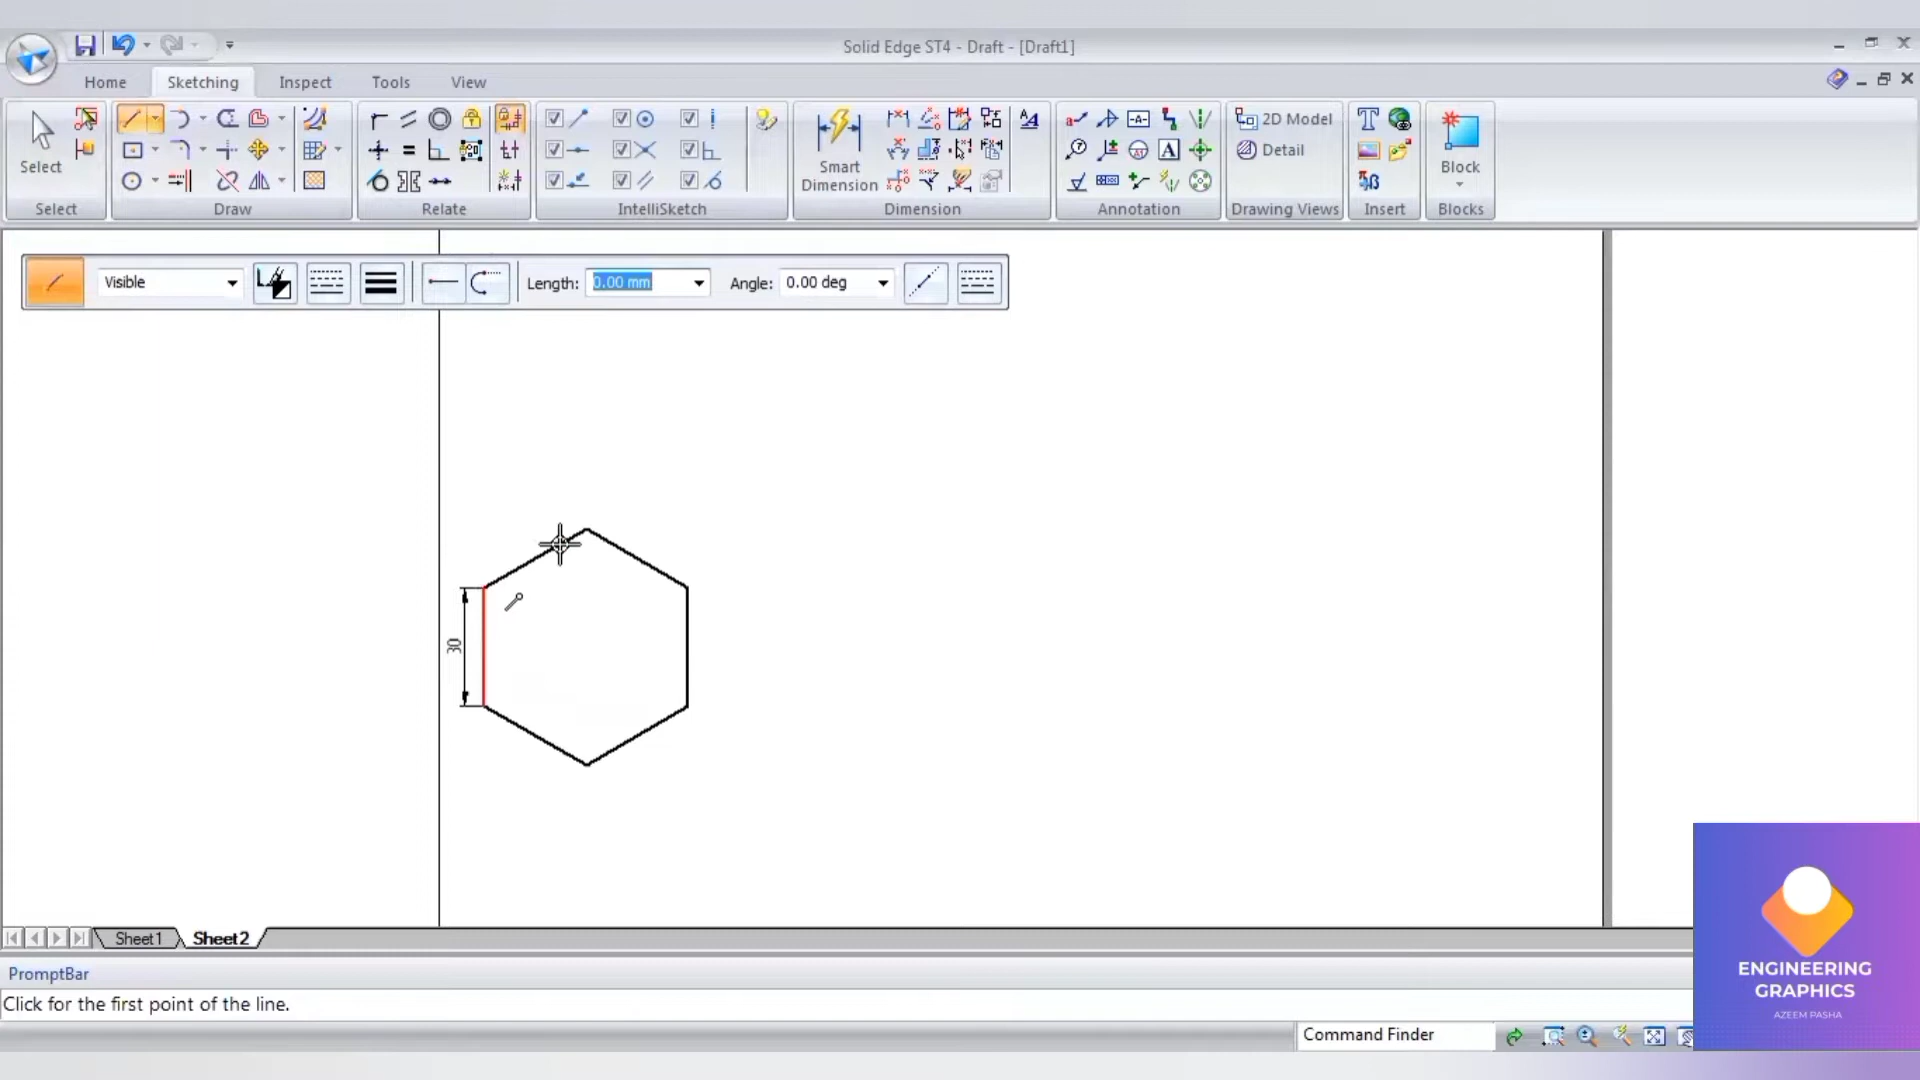 Solid Edge ST4 - Draft - [Draft1]
Home
Sketching
Inspect
Tools
View
Select
Smart
Dimension
2D Model
Detail
Block
Select
Draw
Relate
IntelliSketch
Dimension
Annotation
Drawing Views
Insert
Blocks
Visible
Length:
0.00 mm
Angle:
0.00 deg
30
Sheet1
Sheet2
PromptBar
Click for the first point of the line.
Command Finder
ENGINEERING
GRAPHICS
AZEEM PASHA